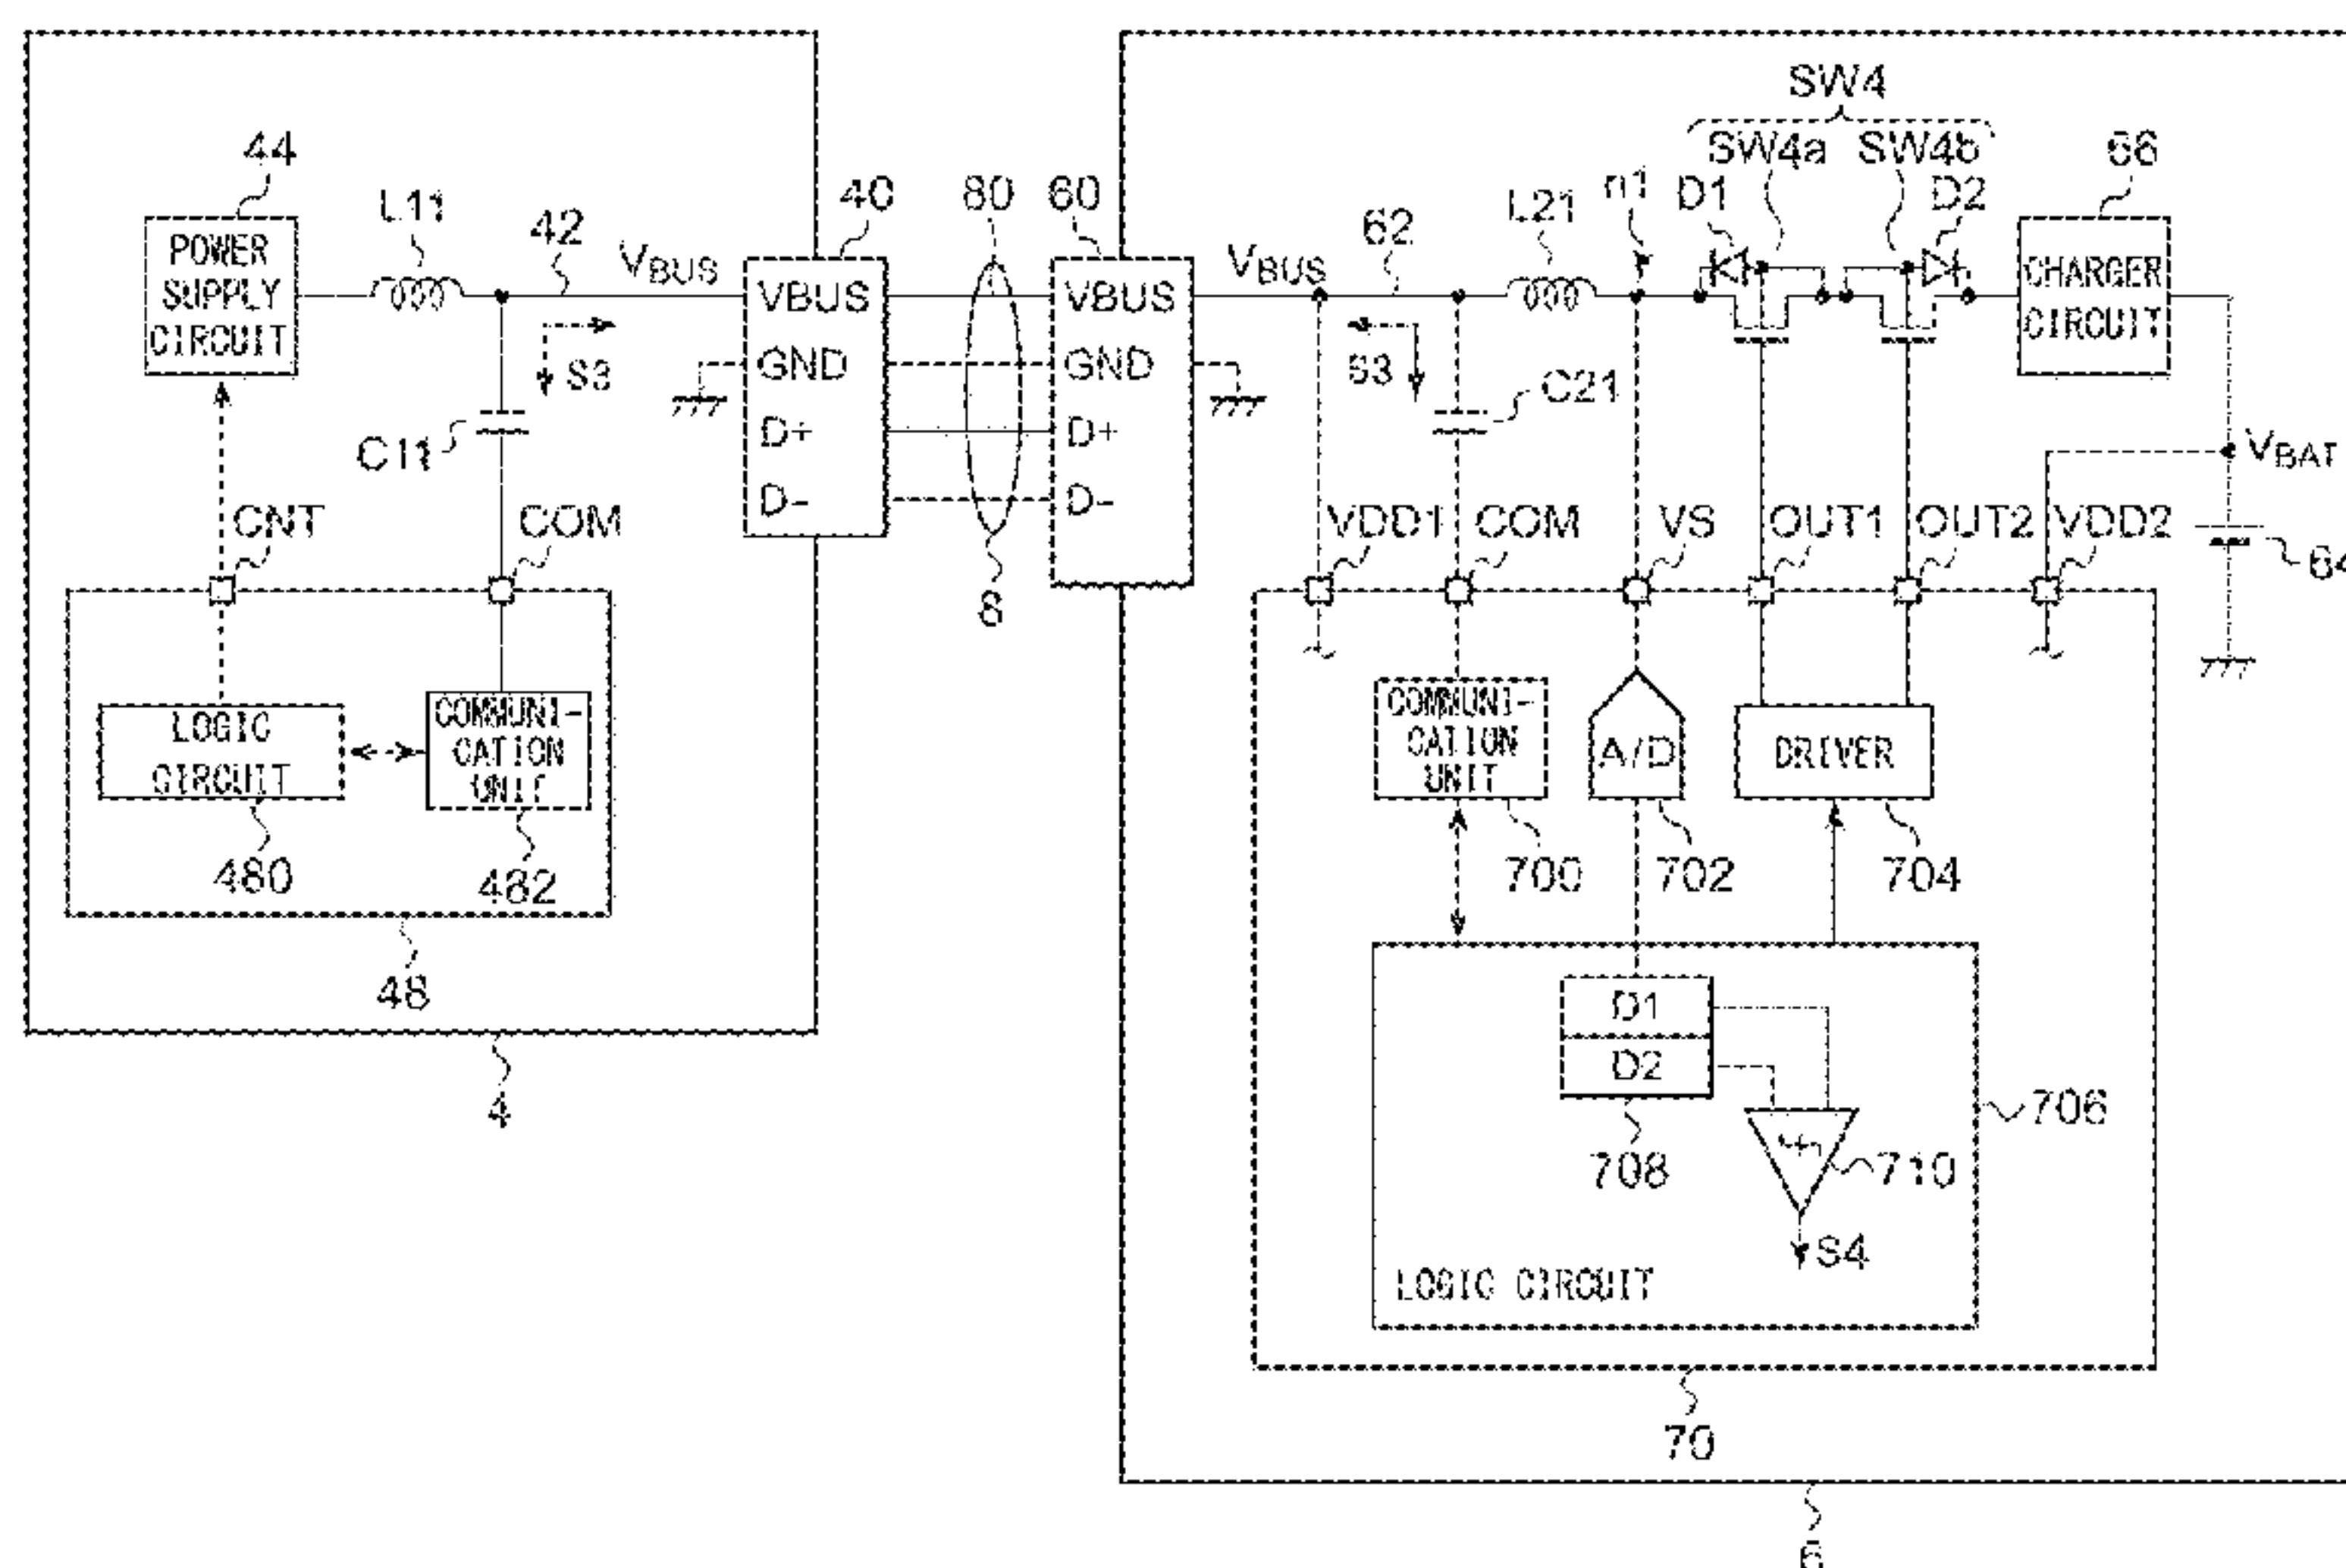 SW4
44
SW4a SW4b
66
L11
42
VBUS
40
80
60
VBUS
62
L21
n1
D1
D2
POWER
SUPPLY
CIRCUIT
VBUS
GND
D+
D-
VBUS
GND
D+
D-
CHARGER
CIRCUIT
S3
S3
C11
C21
VBAT
CNT
COM
8
VDD1
COM
VS
OUT1
OUT2
VDD2
64
LOGIC
CIRCUIT
COMMUNI-
CATION
UNIT
480
482
48
4
COMMUNI-
CATION
UNIT
A/D
DRIVER
700
702
704
D1
D2
708
710
706
S4
LOGIC CIRCUIT
70
6